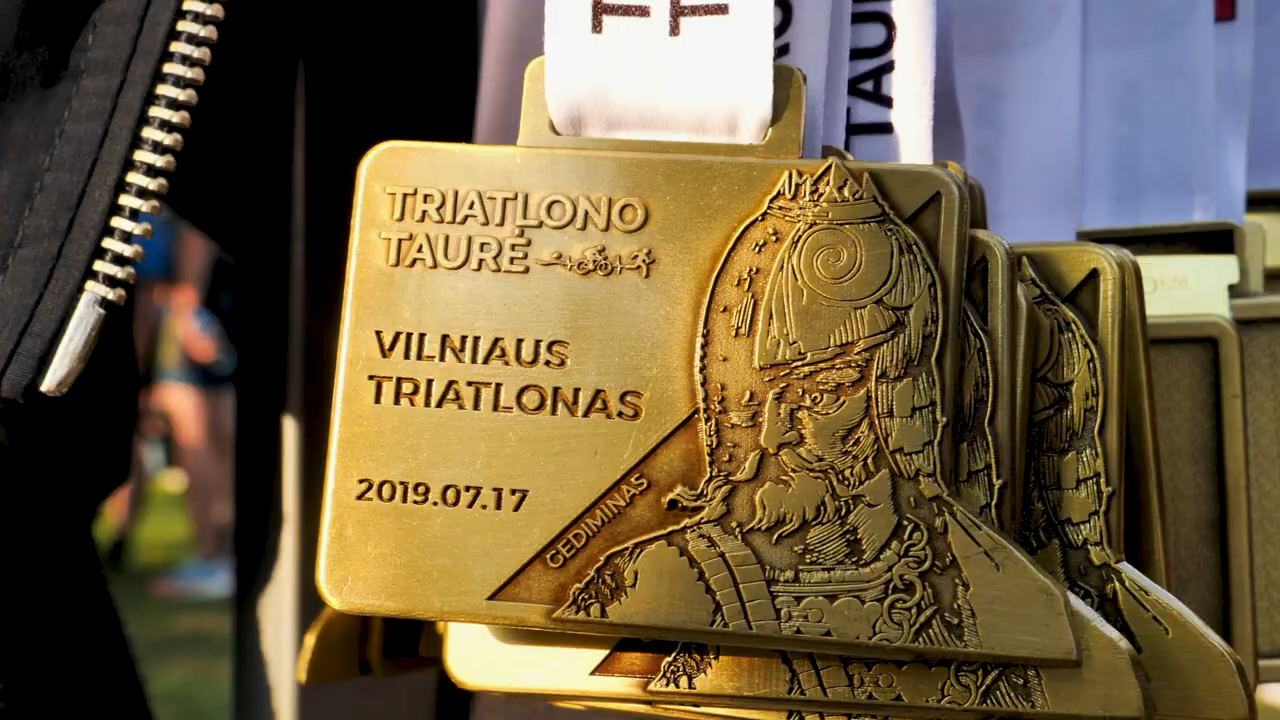 TRIATLONO
TAURĖ
VILNIAUS
TRIATLONAS
2019.07.17
GEDIMINAS
TAUR